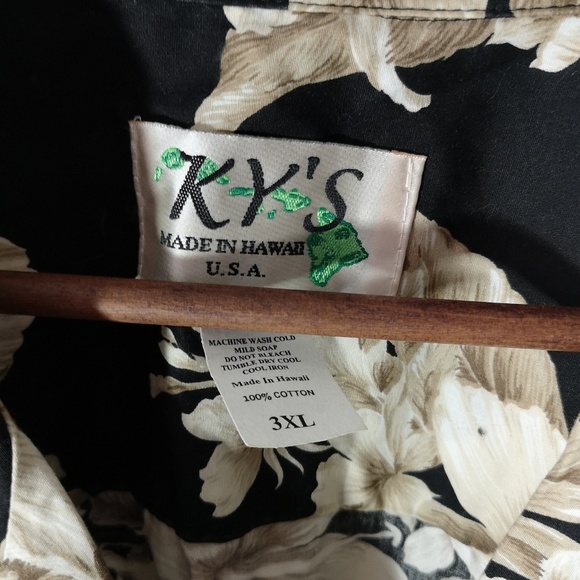 KY'S
MADE IN HAWAII
U.S.A.
MACHINE WASH COLD
MILD SOAP
DO NOT BLEACH
TUMBLE DRY COOL
COOL IRON
Made In Hawaii
100% COTTON
3XL